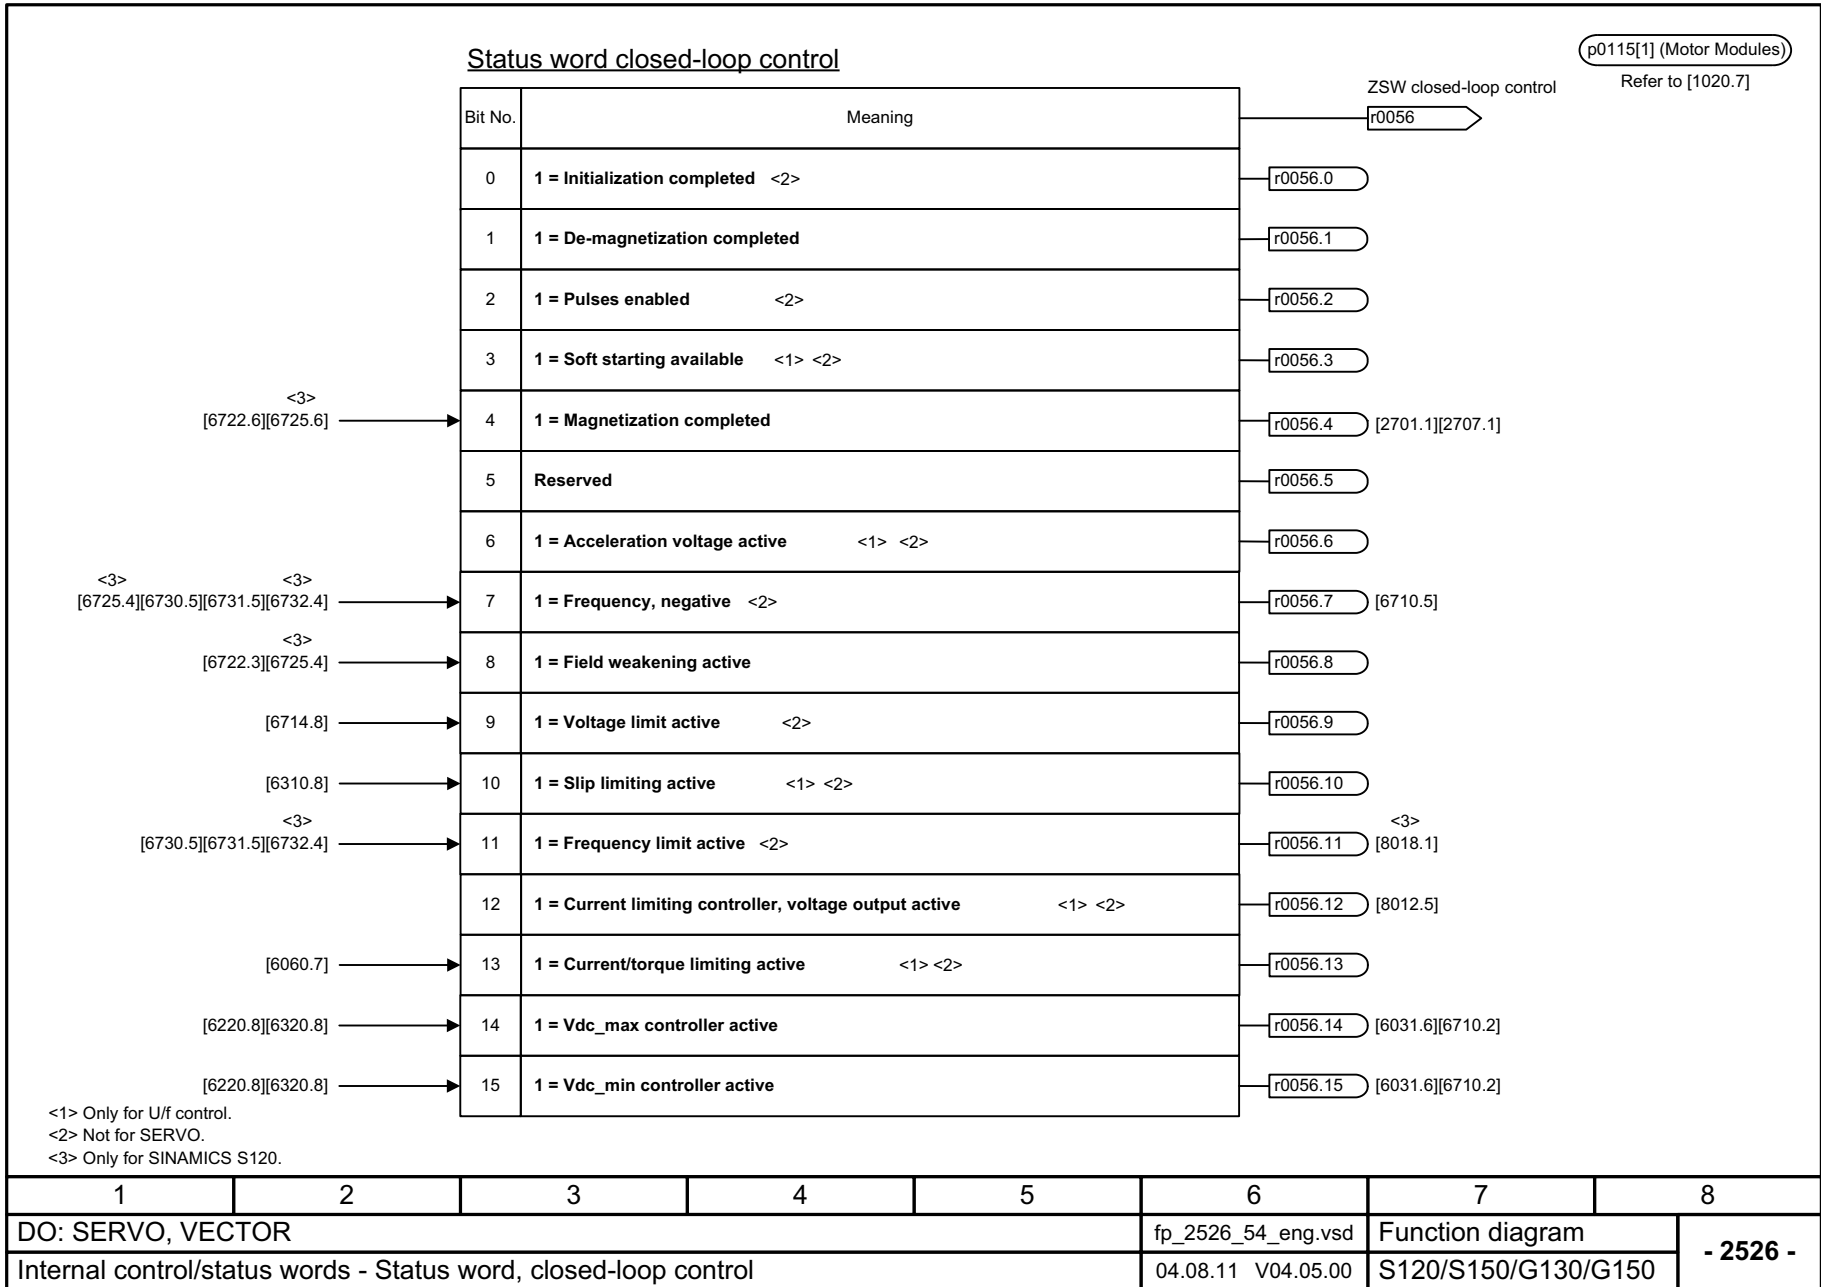 Status word closed-loop control
p0115[1] (Motor Modules)
Refer to [1020.7]
ZSW closed-loop control
Bit No. Meaning r0056
0 1 = Initialization completed <2> r0056.0
1 1 = De-magnetization completed r0056.1
2 1 = Pulses enabled <2> r0056.2
3 1 = Soft starting available <1> <2> r0056.3
<3>
[6722.6][6725.6] 4 1 = Magnetization completed r0056.4 [2701.1][2707.1]
5 Reserved r0056.5
6 1 = Acceleration voltage active <1> <2> r0056.6
<3> <3>
[6725.4][6730.5][6731.5][6732.4] 7 1 = Frequency, negative <2> r0056.7 [6710.5]
<3>
[6722.3][6725.4] 8 1 = Field weakening active r0056.8
[6714.8] 9 1 = Voltage limit active <2> r0056.9
[6310.8] 10 1 = Slip limiting active <1> <2> r0056.10
<3> <3>
[6730.5][6731.5][6732.4] 11 1 = Frequency limit active <2> r0056.11 [8018.1]
12 1 = Current limiting controller, voltage output active <1> <2> r0056.12 [8012.5]
[6060.7] 13 1 = Current/torque limiting active <1> <2> r0056.13
[6220.8][6320.8] 14 1 = Vdc_max controller active r0056.14 [6031.6][6710.2]
[6220.8][6320.8] 15 1 = Vdc_min controller active r0056.15 [6031.6][6710.2]
<1> Only for U/f control.
<2> Not for SERVO.
<3> Only for SINAMICS S120.
1 2 3 4 5 6 7 8
DO: SERVO, VECTOR fp_2526_54_eng.vsd Function diagram - 2526 -
Internal control/status words - Status word, closed-loop control 04.08.11 V04.05.00 S120/S150/G130/G150